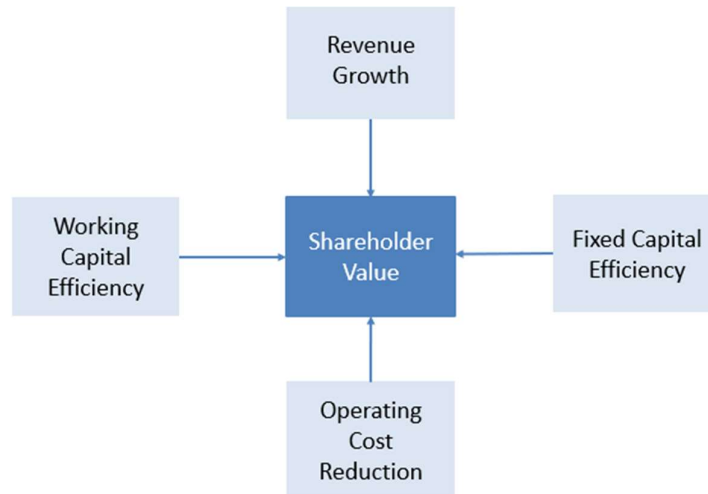 Revenue
Growth
Working
Capital
Efficiency
Shareholder
Value
Fixed Capital
Efficiency
Operating
Cost
Reduction